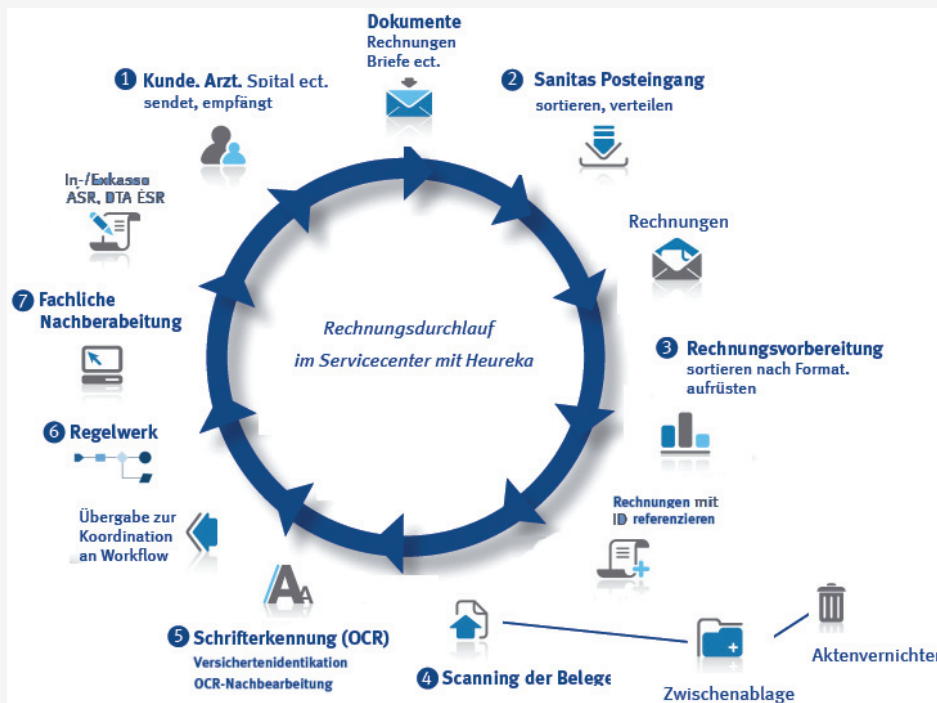 Dokumente
Rechnungen
Briefe ect.
1 Kunde. Arzt. Spital ect.
sendet, empfängt
2 Sanitas Posteingang
sortieren, verteilen
Rechnungen
3 Rechnungsvorbereitung
sortieren nach Format.
aufrüsten
Rechnungen mit
ID referenzieren
4 Scanning der Belege
Zwischenablage
Aktenvernichter
5 Schrifterkennung (OCR)
Versichertenidentikation
OCR-Nachbearbeitung
Übergabe zur
Koordination
an Workflow
6 Regelwerk
7 Fachliche
Nachberabeitung
In-/Exkasso
ASR, DTA ESR
Rechnungsdurchlauf
im Servicecenter mit Heureka